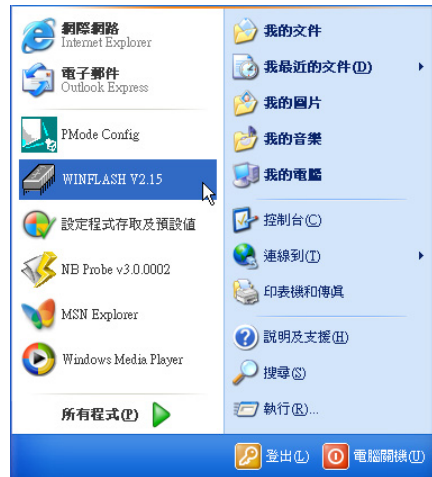 網際網路
Internet Explorer
電子郵件
Outlook Express
PMode Config
WINFLASH V2.15
設定程式存取及預設值
NB Probe v3.0.0002
MSN Explorer
Windows Media Player
所有程式(P)
我的文件
我最近的文件(D)
我的圖片
我的音樂
我的電腦
控制台(C)
連線到(T)
印表機和傳真
說明及支援(H)
搜尋(S)
執行(R)...
登出(L)
電腦關機(U)